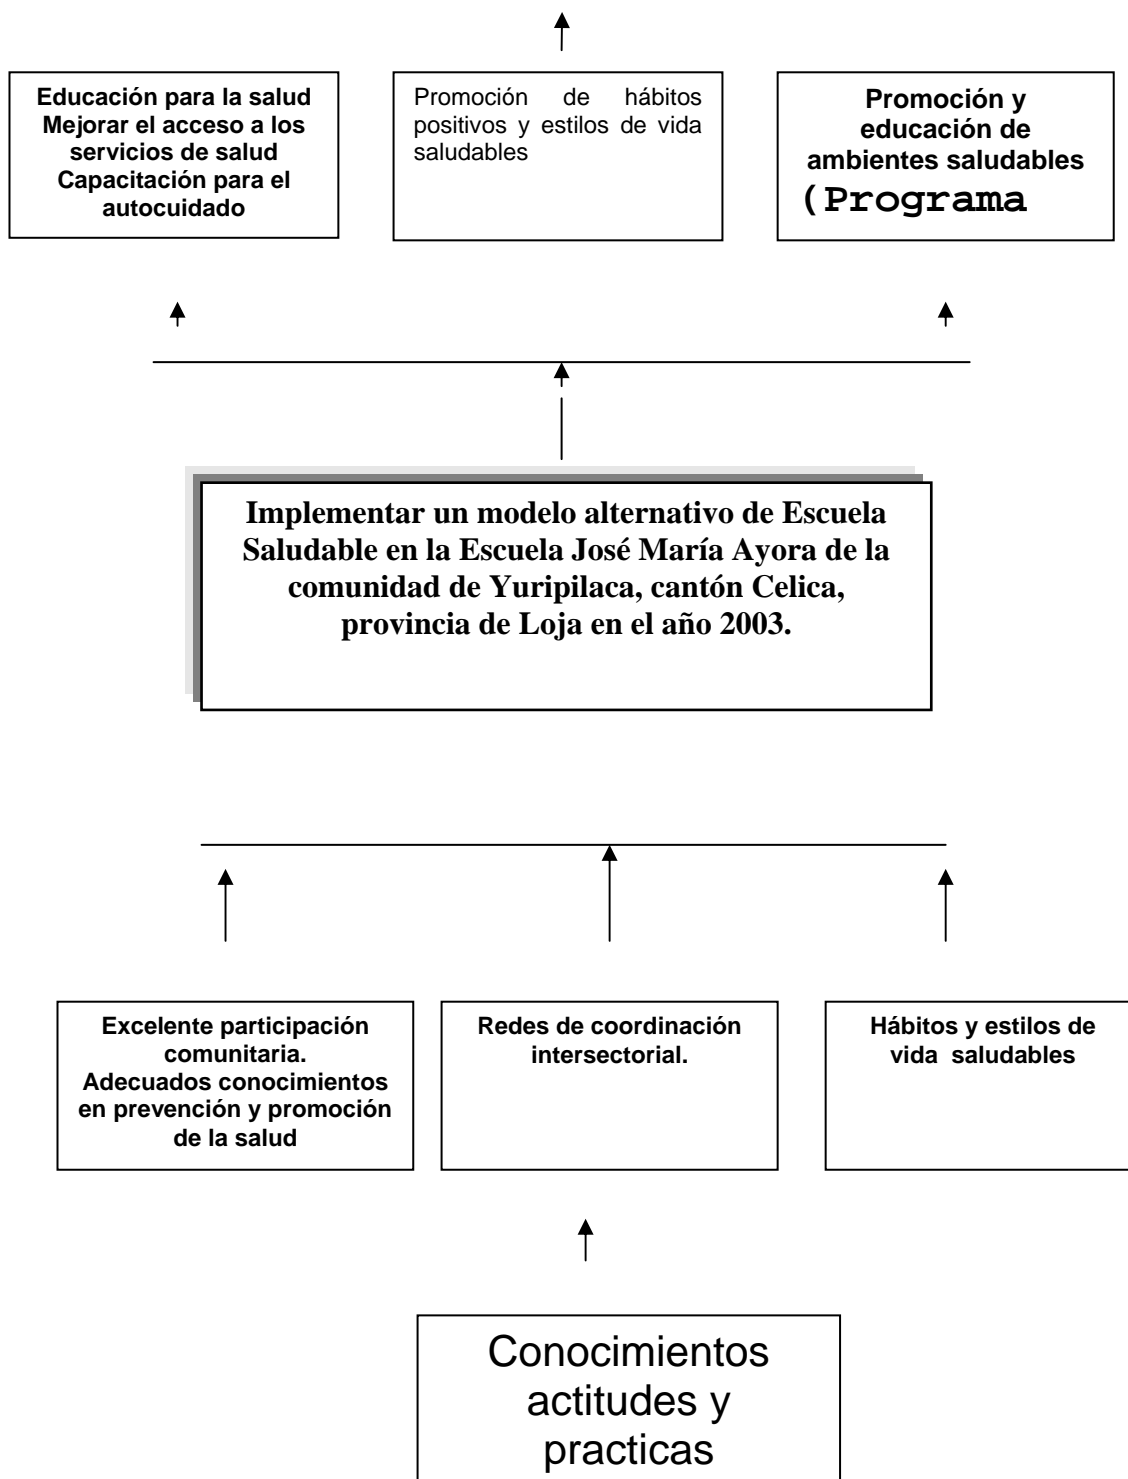 Educación para la salud
Mejorar el acceso a los
servicios de salud
Capacitación para el
autocuidado
Promoción de hábitos
positivos y estilos de vida
saludables
Promoción y
educación de
ambientes saludables
(Programa
Implementar un modelo alternativo de Escuela
Saludable en la Escuela José María Ayora de la
comunidad de Yuripilaca, cantón Celica,
provincia de Loja en el año 2003.
Excelente participación
comunitaria.
Adecuados conocimientos
en prevención y promoción
de la salud
Redes de coordinación
intersectorial.
Hábitos y estilos de
vida saludables
Conocimientos
actitudes y
practicas